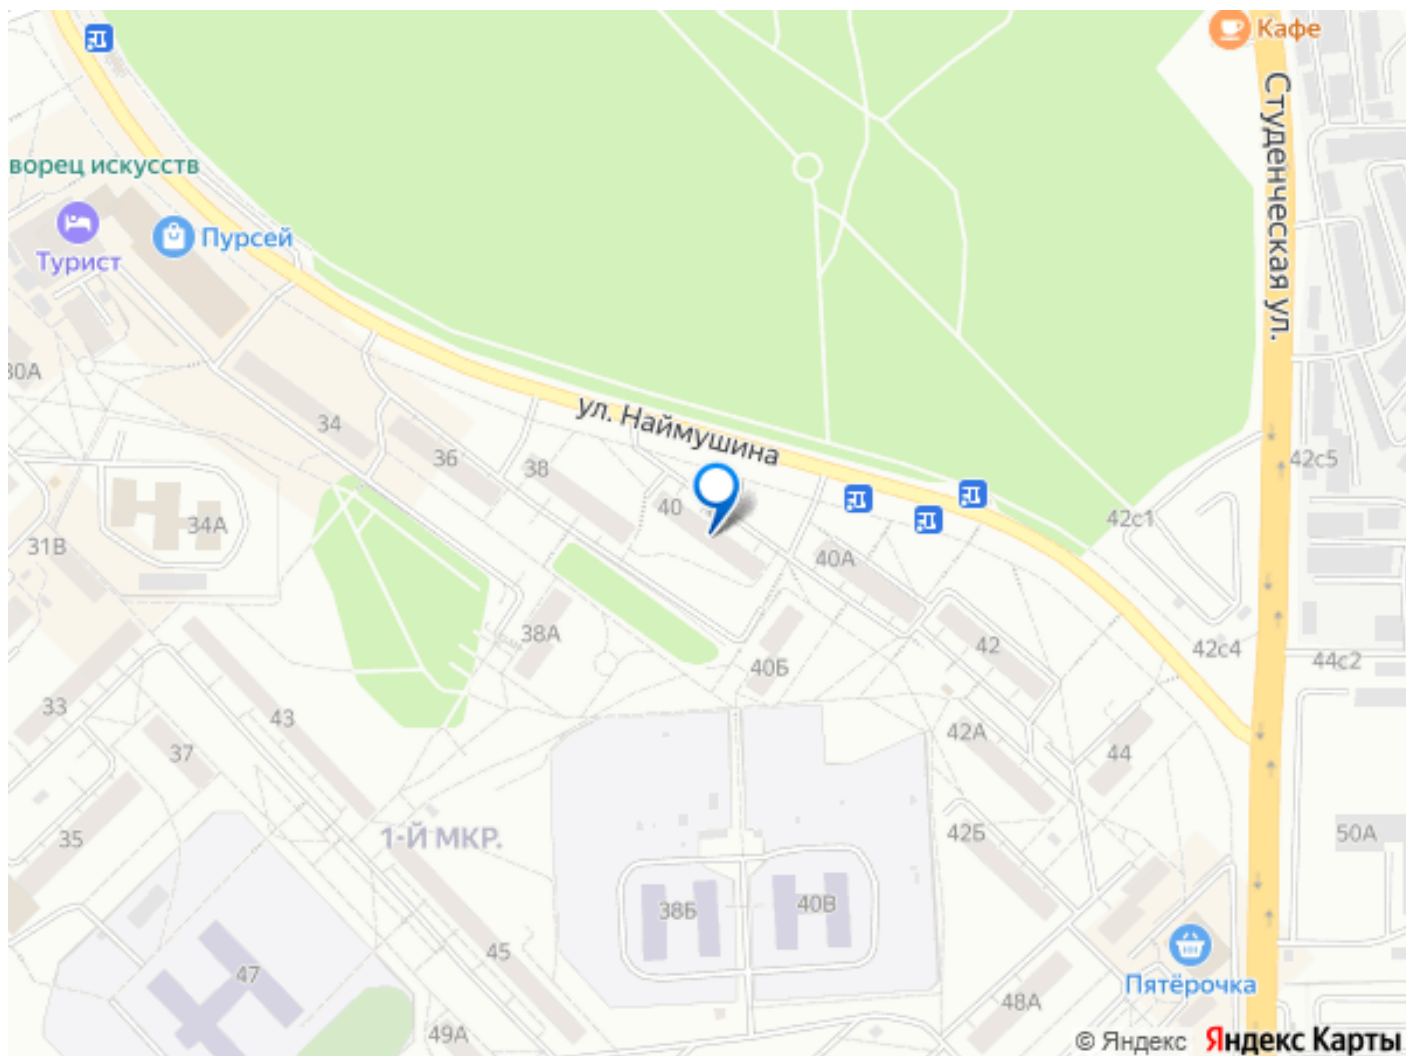 Кафе
Студенческая ул.
ворец искусств
Турист
Пурсей
30А
34
ул. Наймушина
36
38
40
42с5
34А
31В
42с1
40А
38А
40Б
42
42с4
44с2
33
43
37
42А
44
35
1-Й МКР.
42Б
50А
38Б
40В
45
47
Пятёрочка
48А
49А
© Яндекс Яндекс Карты